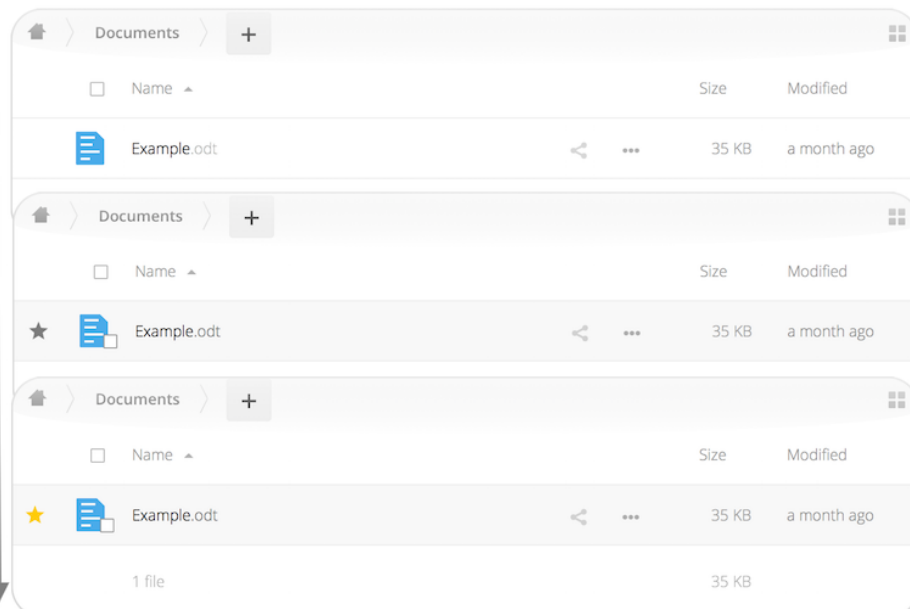 Documents +
Name Size Modified
Example.odt 35 KB a month ago
Documents +
Name Size Modified
Example.odt 35 KB a month ago
Documents +
Name Size Modified
Example.odt 35 KB a month ago
1 file 35 KB